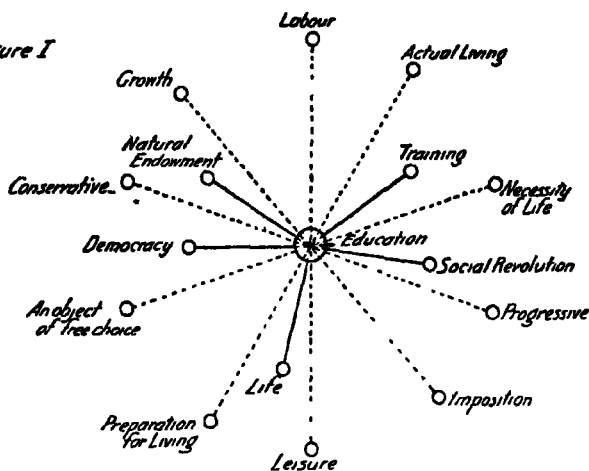 Labour
ure I
Actual Living
Growth
Natural
Endowment
Training
Conservative
Necessity
of Life
Democracy
Education
Social Revolution
An object
of free choice
Progressive
Life
Imposition
Preparation
for Living
Leisure